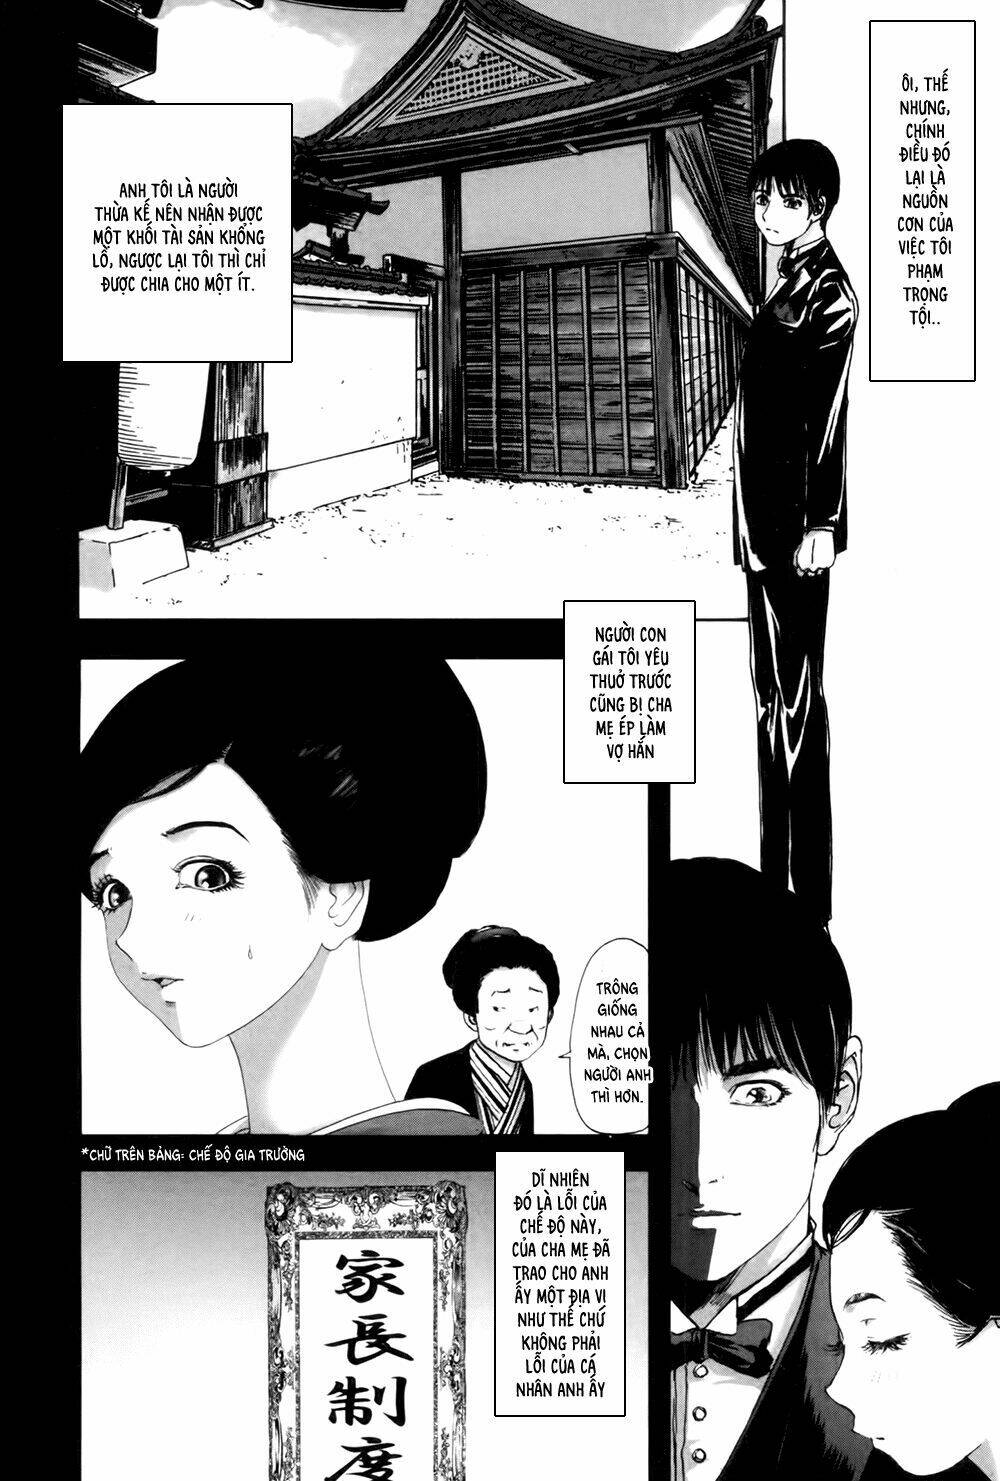 ÔI, THẾ
NHƯNG,
CHÍNH
ĐIỀU ĐÓ
LẠI LÀ
NGUỒN
CƠN CỦA
VIỆC TÔI
PHẠM
TRỌNG
TỘI..
ANH TÔI LÀ NGƯỜI
THỪA KẾ NÊN NHÂN ĐƯỢC
MỘT KHỐI TÀI SẢN KHỔNG
LỒ, NGƯỢC LẠI TÔI THÌ CHỈ
ĐƯỢC CHIA CHO MỘT ÍT.
NGƯỜI CON
GÁI TÔI YÊU
THUỞ TRƯỚC
CŨNG BỊ CHA
MẸ ÉP LÀM
VỢ HẮN
TRÔNG
GIỐNG
NHAU CẢ
MÀ, CHỌN
NGƯỜI ANH
THÌ HƠN.
*CHỮ TRÊN BẢNG: CHẾ ĐỘ GIA TRƯỞNG
DĨ NHIÊN
ĐÓ LÀ LỖI CỦA
CHẾ ĐỘ NÀY,
CỦA CHA MẸ ĐÃ
TRAO CHO ANH
ẤY MỘT ĐỊA VỊ
NHƯ THẾ CHỨ
KHÔNG PHẢI
LỖI CỦA CÁ
NHÂN ANH ẤY
家長制度